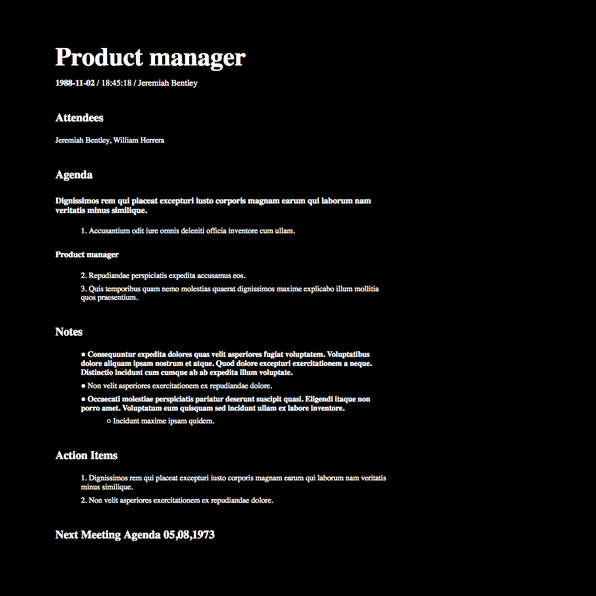 Product manager
1988-11-02 / 18:45:18 / Jeremiah Bentley
Attendees
Jeremiah Bentley, William Herrera
Agenda
Dignissimos rem qui placeat excepturi iusto corporis magnam earum qui laborum nam
veritatis minus similique.
1. Accusantium odit iure omnis deleniti officia inventore cum ullam.
Product manager
2. Repudiandae perspiciatis expedita accusamus eos.
3. Quis temporibus quam nemo molestias quaerat dignissimos maxime explicabo illum mollitia
quos praesentium.
Notes
● Consequuntur expedita dolores quas velit asperiores fugiat voluptatem. Voluptatibus
dolore aliquam ipsam nostrum et atque. Quod dolore excepturi exercitationem a neque.
Distinctio incidunt cum cumque ab ab expedita illum voluptate.
● Non velit asperiores exercitationem ex repudiandae dolore.
● Occaecati molestiae perspiciatis pariatur deserunt suscipit quasi. Eligendi itaque non
porro amet. Voluptatum eum quisquam sed incidunt ullam ex labore inventore.
○ Incidunt maxime ipsam quidem.
Action Items
1. Dignissimos rem qui placeat excepturi iusto corporis magnam earum qui laborum nam veritatis
minus similique.
2. Non velit asperiores exercitationem ex repudiandae dolore.
Next Meeting Agenda 05,08,1973